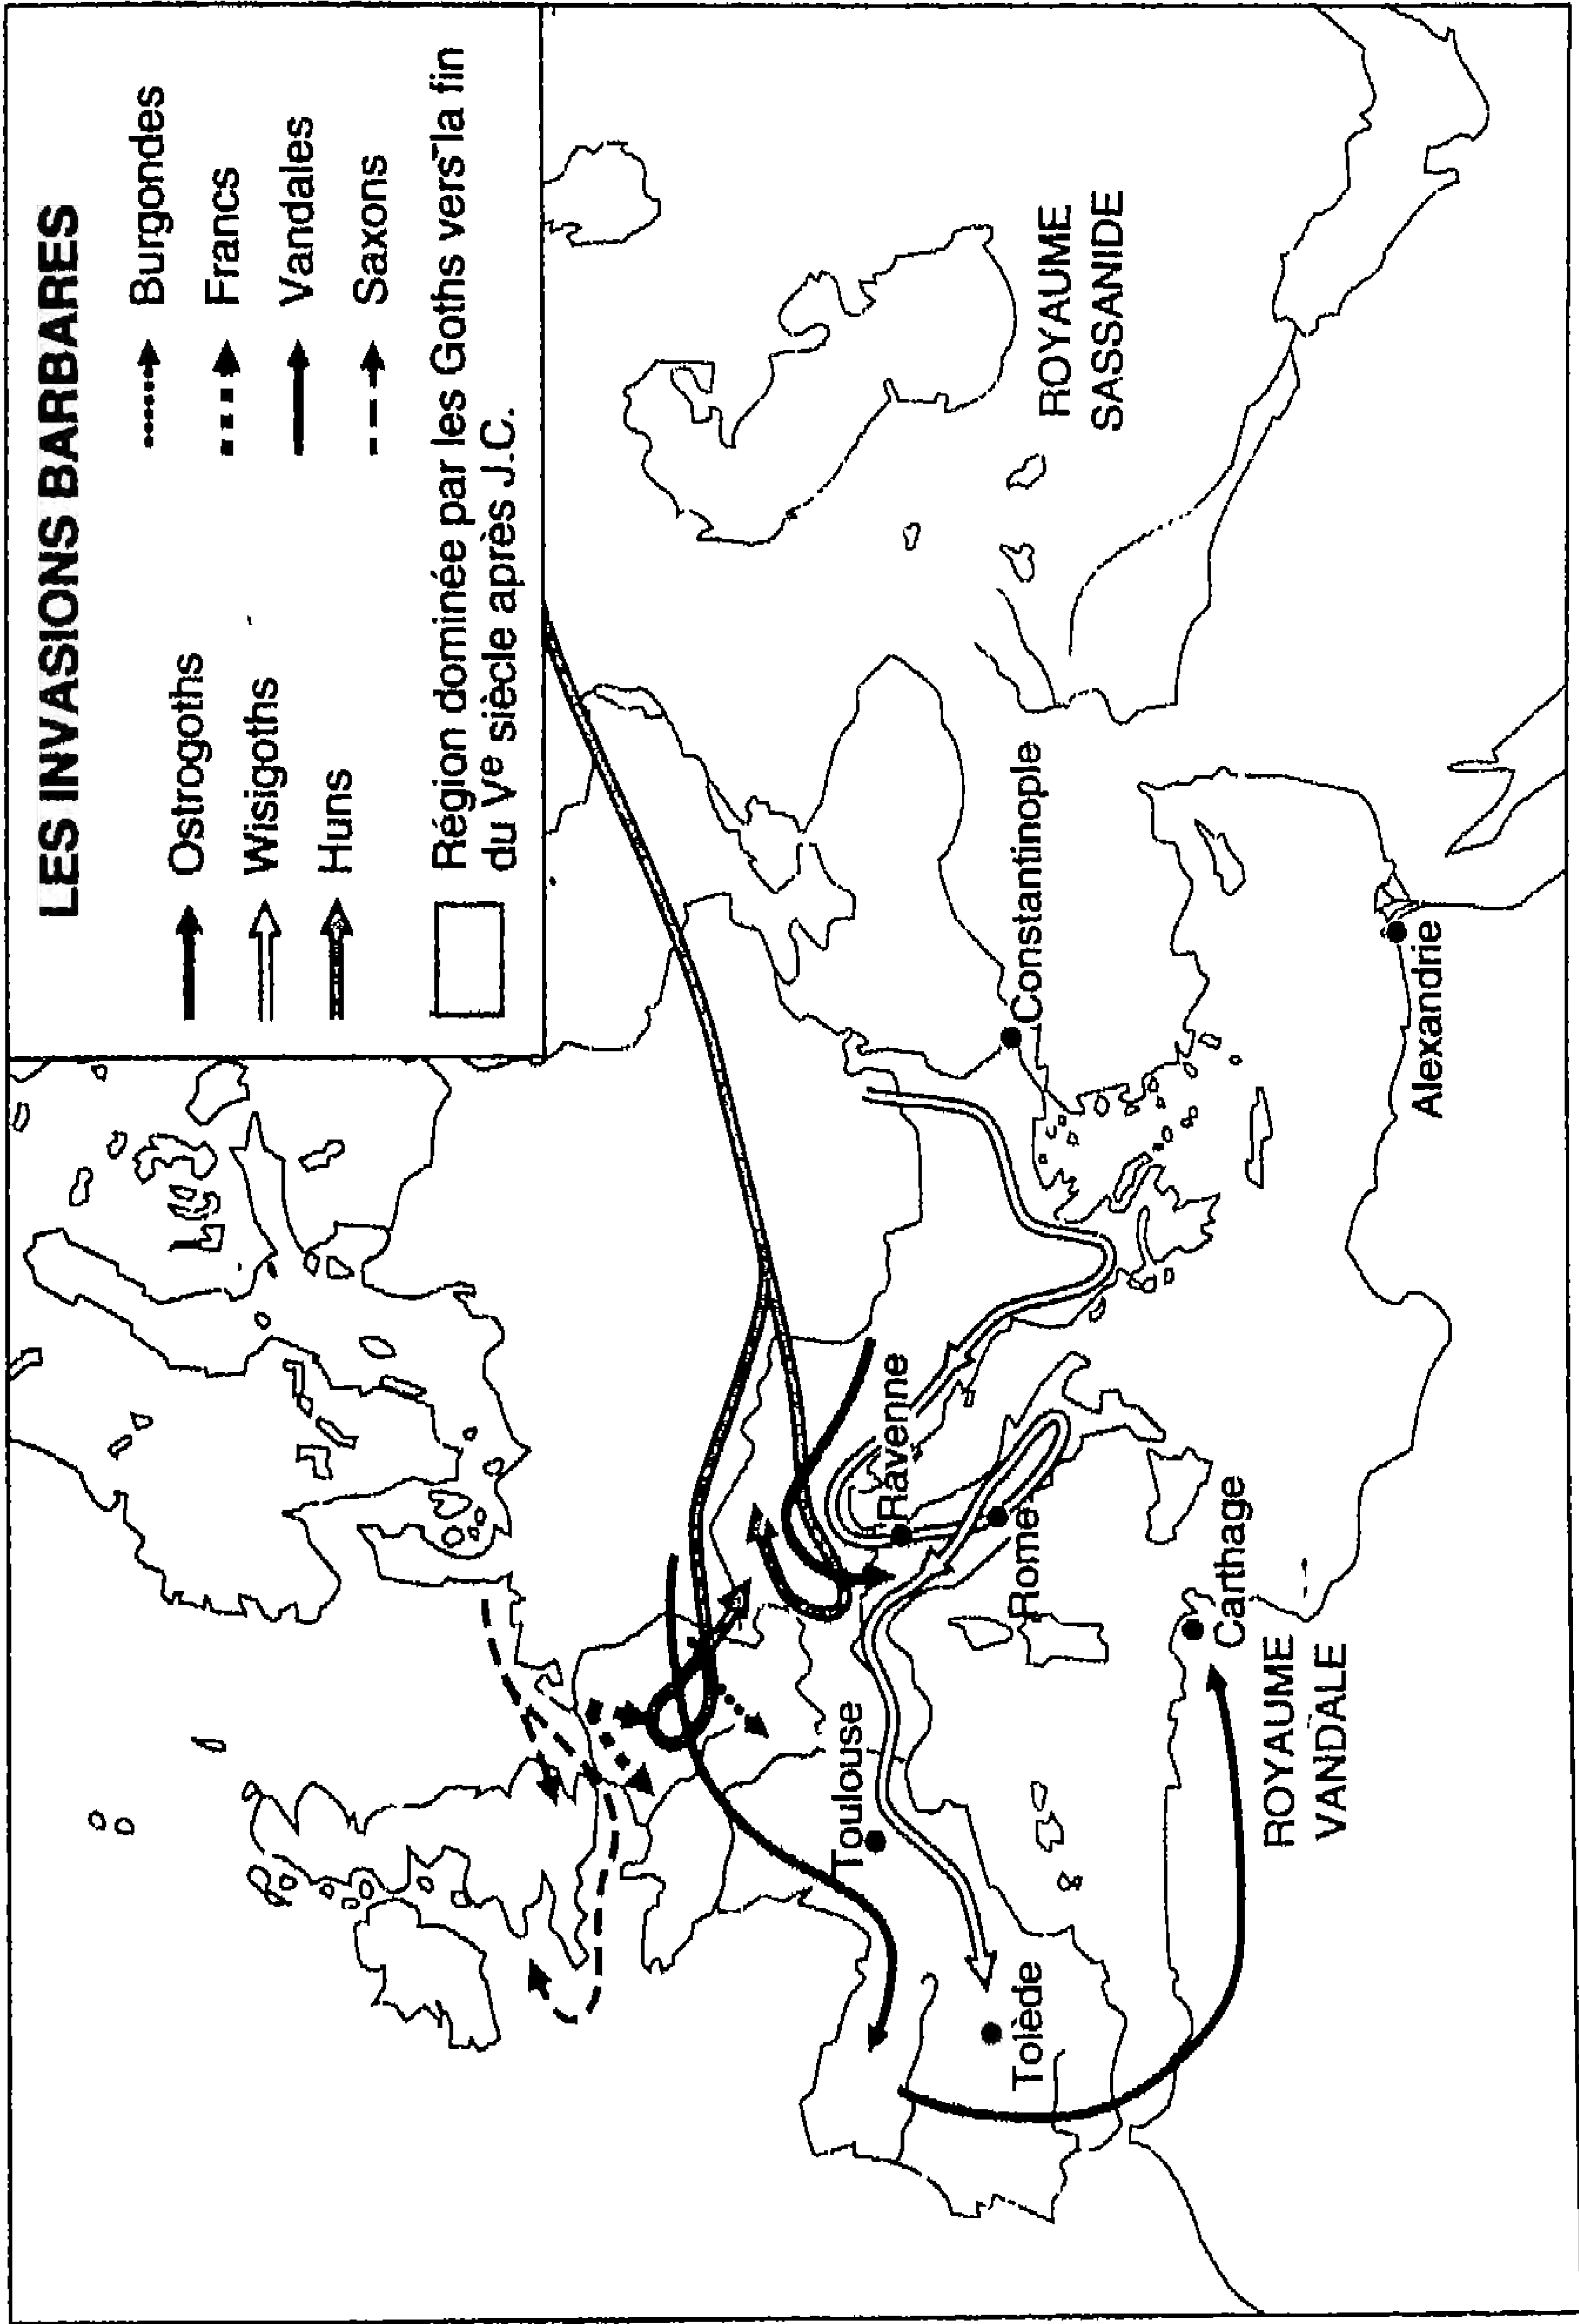 LES INVASIONS BARBARES
Ostrogoths
Wisigoths
Huns
Burgondes
Francs
Vandales
Saxons
Région dominée par les Goths vers la fin
du Ve siècle après J.C.
Ravenne
Constantinople
Toulouse
Rome
ROYAUME
SASSANIDE
Tolède
Carthage
ROYAUME
VANDALE
Alexandrie